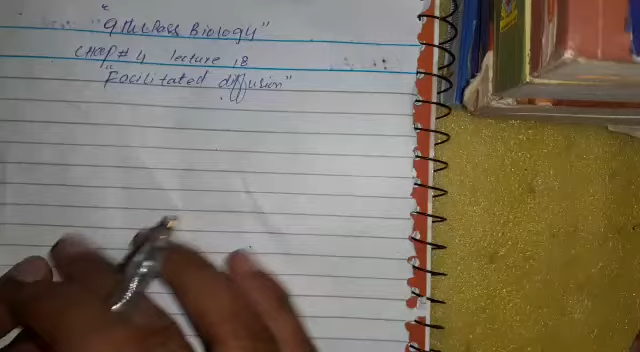 "9th class Biology"
Chap# 4 lecture 18
"Facilitated diffusion"